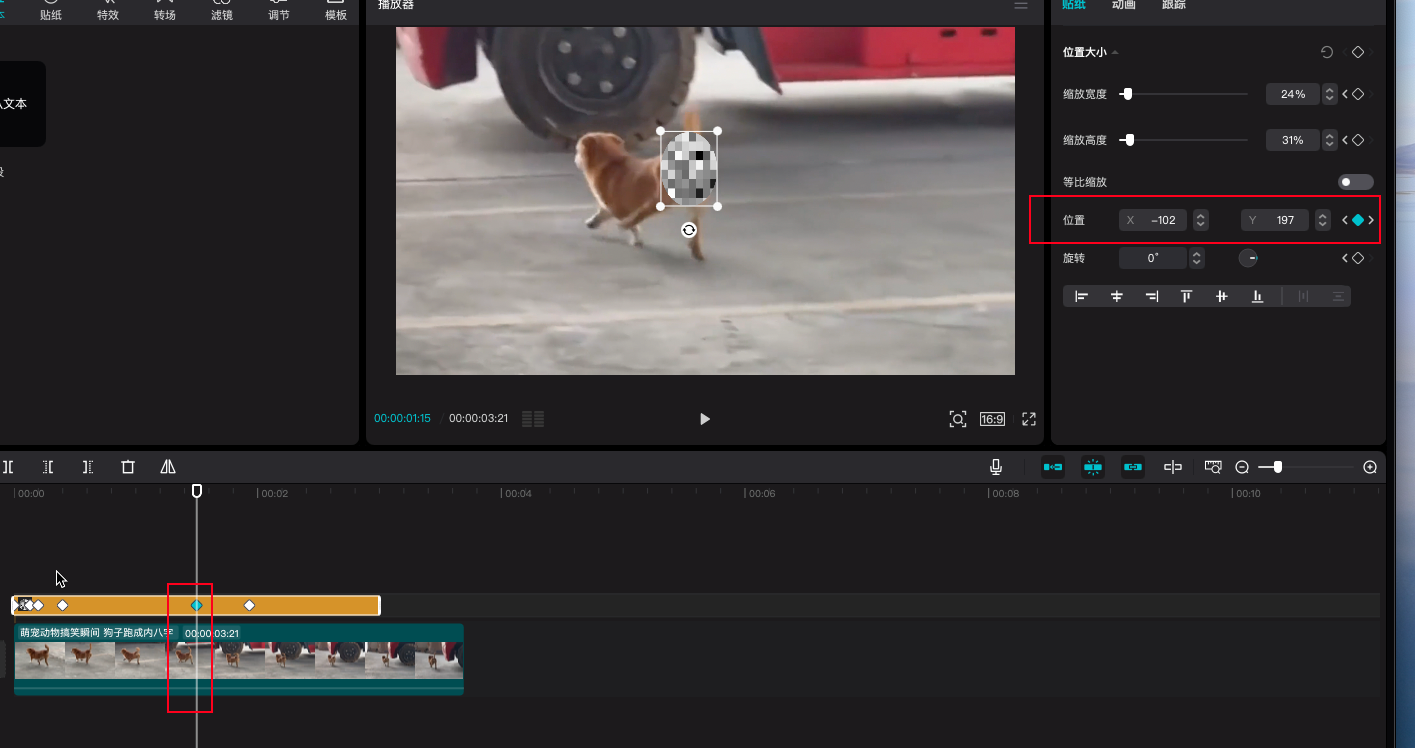 贴纸 特效 转场 滤镜 调节 模板
文本
播放器
00:00:01:15 / 00:00:03:21
16:9
贴纸 动画 跟踪
位置大小
缩放宽度 24%
缩放高度 31%
等比缩放
位置 X -102 Y 197
旋转 0°
00:00 00:02 00:04 00:06 00:08 00:10
萌宠动物搞笑瞬间 狗子跑成内八字 00:00:03:21